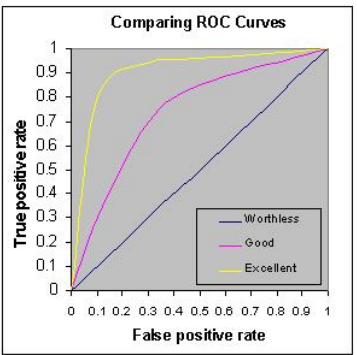 Comparing ROC Curves
True positive rate
1
0.9
0.8
0.7
0.6
0.5
0.4
0.3
0.2
0.1
0
Worthless
Good
Excellent
0 0.1 0.2 0.3 0.4 0.5 0.6 0.7 0.8 0.9 1
False positive rate